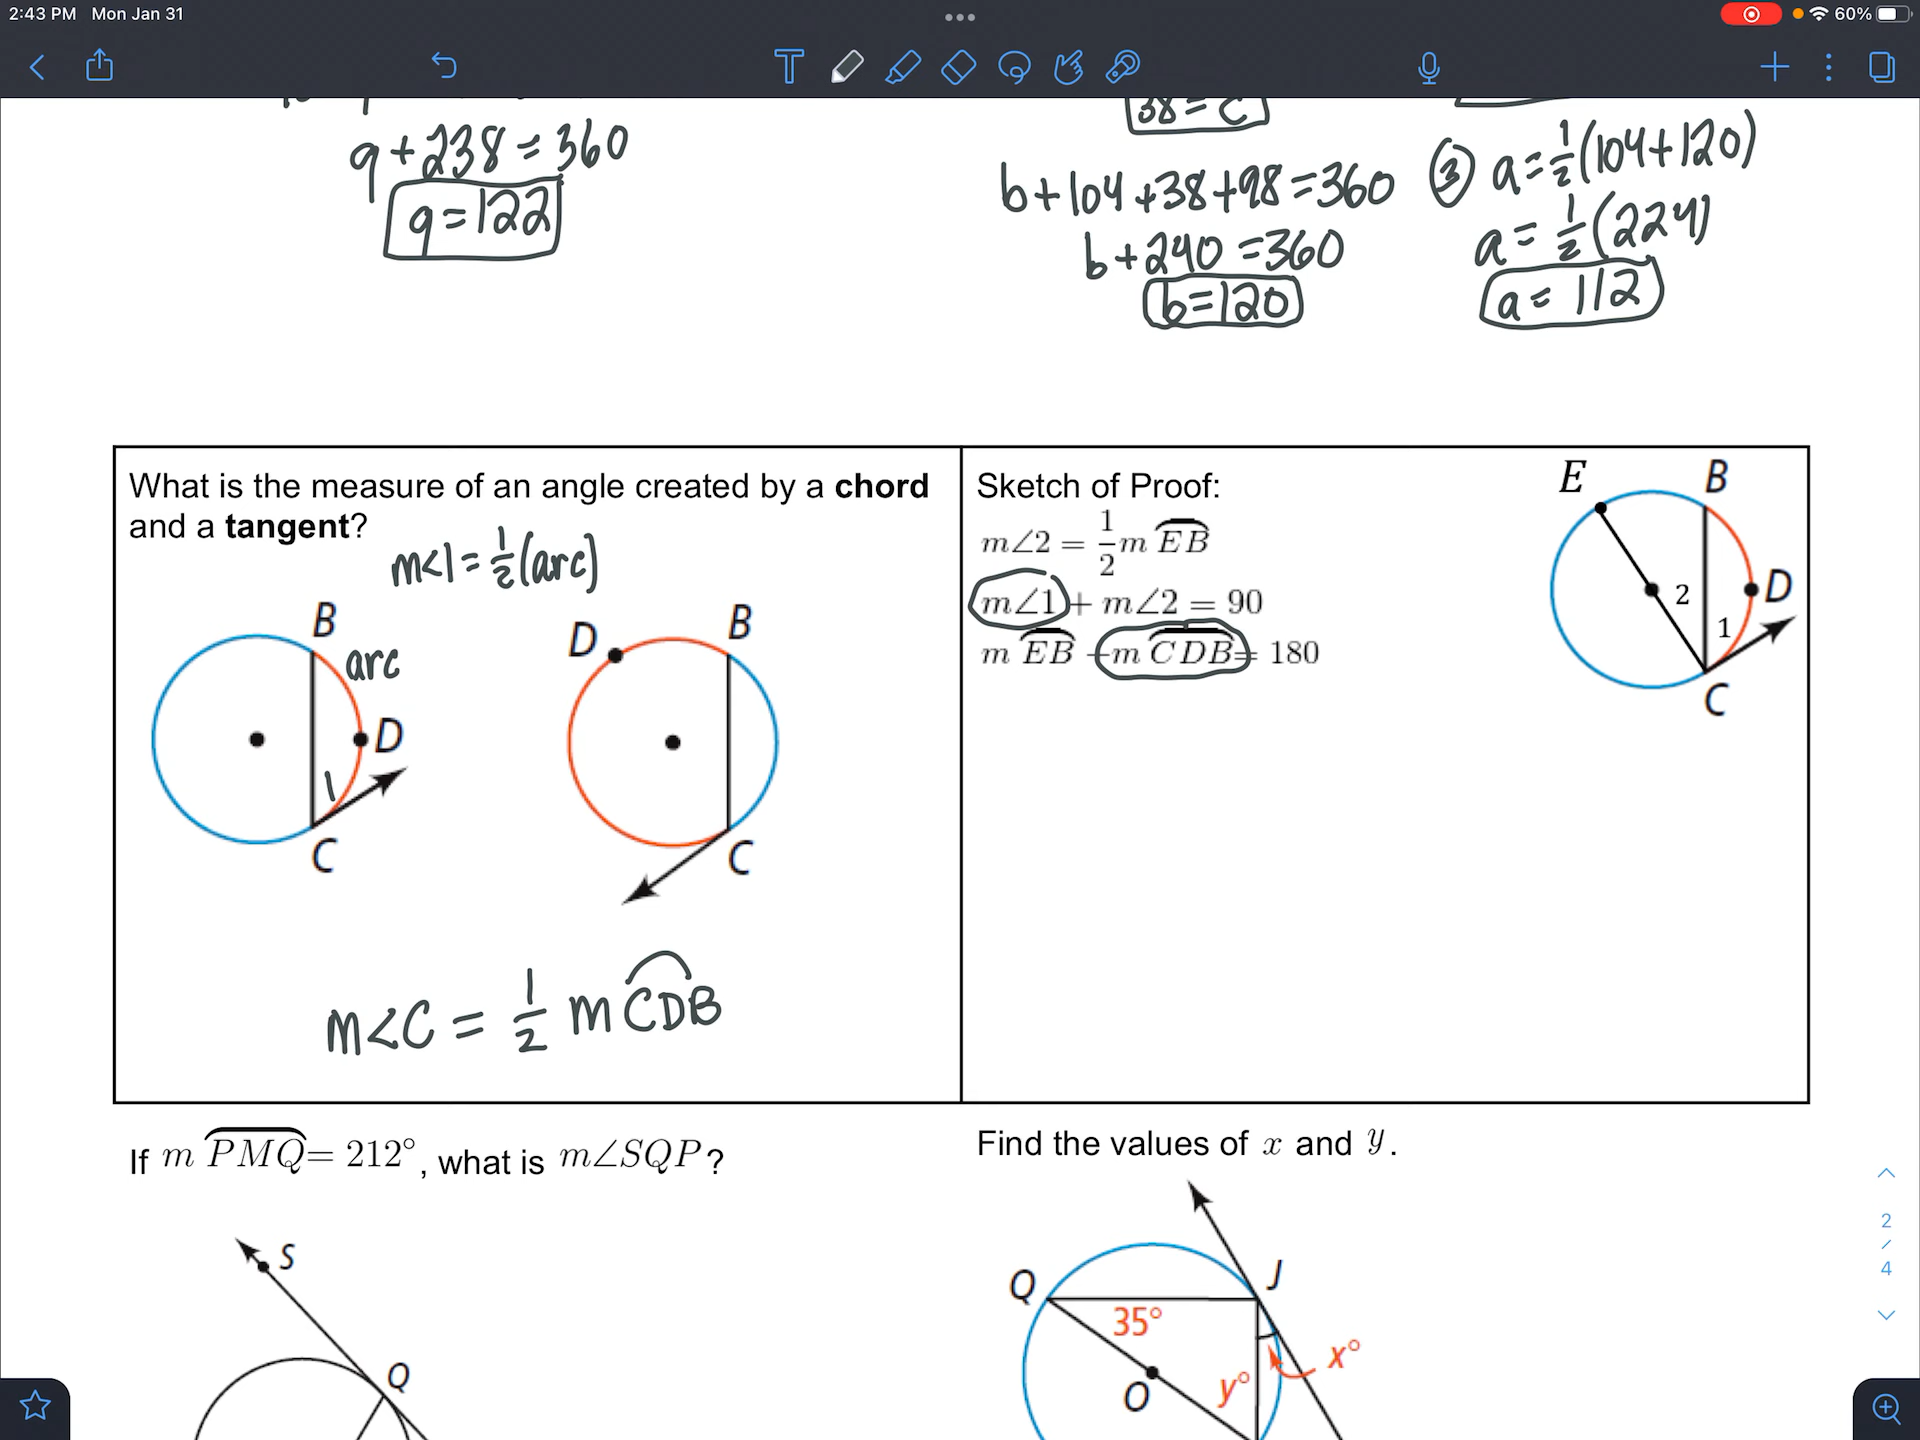 2:43 PM Mon Jan 31
60%
q + 238 = 360
q = 122
38 = c
b + 104 + 38 + 98 = 360
b + 240 = 360
b = 120
③ a = 1/2 (104 + 120)
a = 1/2 (224)
a = 112
What is the measure of an angle created by a chord
and a tangent?
m<1 = 1/2 (arc)
B
arc
D
1
C
D
B
C
m<C = 1/2 m CDB
Sketch of Proof:
m∠2 = 1/2 m EB
m∠1 + m∠2 = 90
m EB + m CDB = 180
E
B
2
D
1
C
If m PMQ = 212°, what is m∠SQP?
S
Q
Find the values of x and y.
Q
J
35°
x°
O
y°
2
/
4